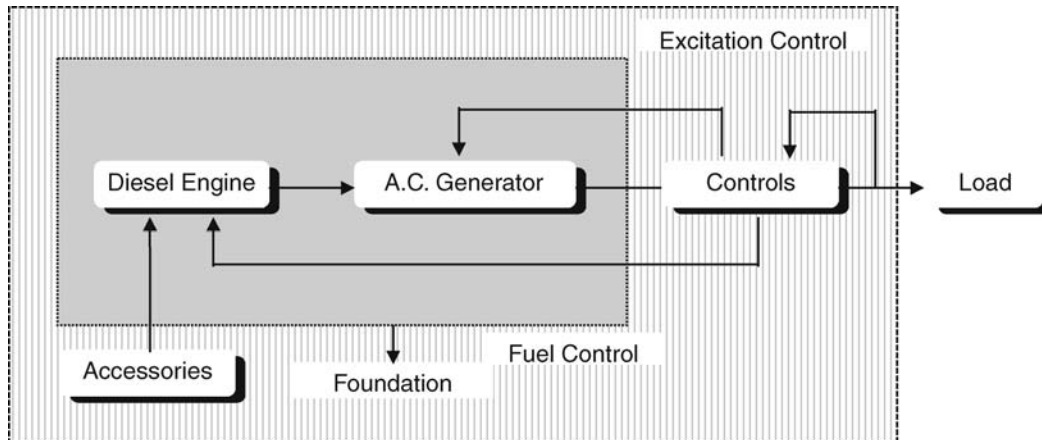 Excitation Control
Diesel Engine
A.C. Generator
Controls
Load
Fuel Control
Accessories
Foundation